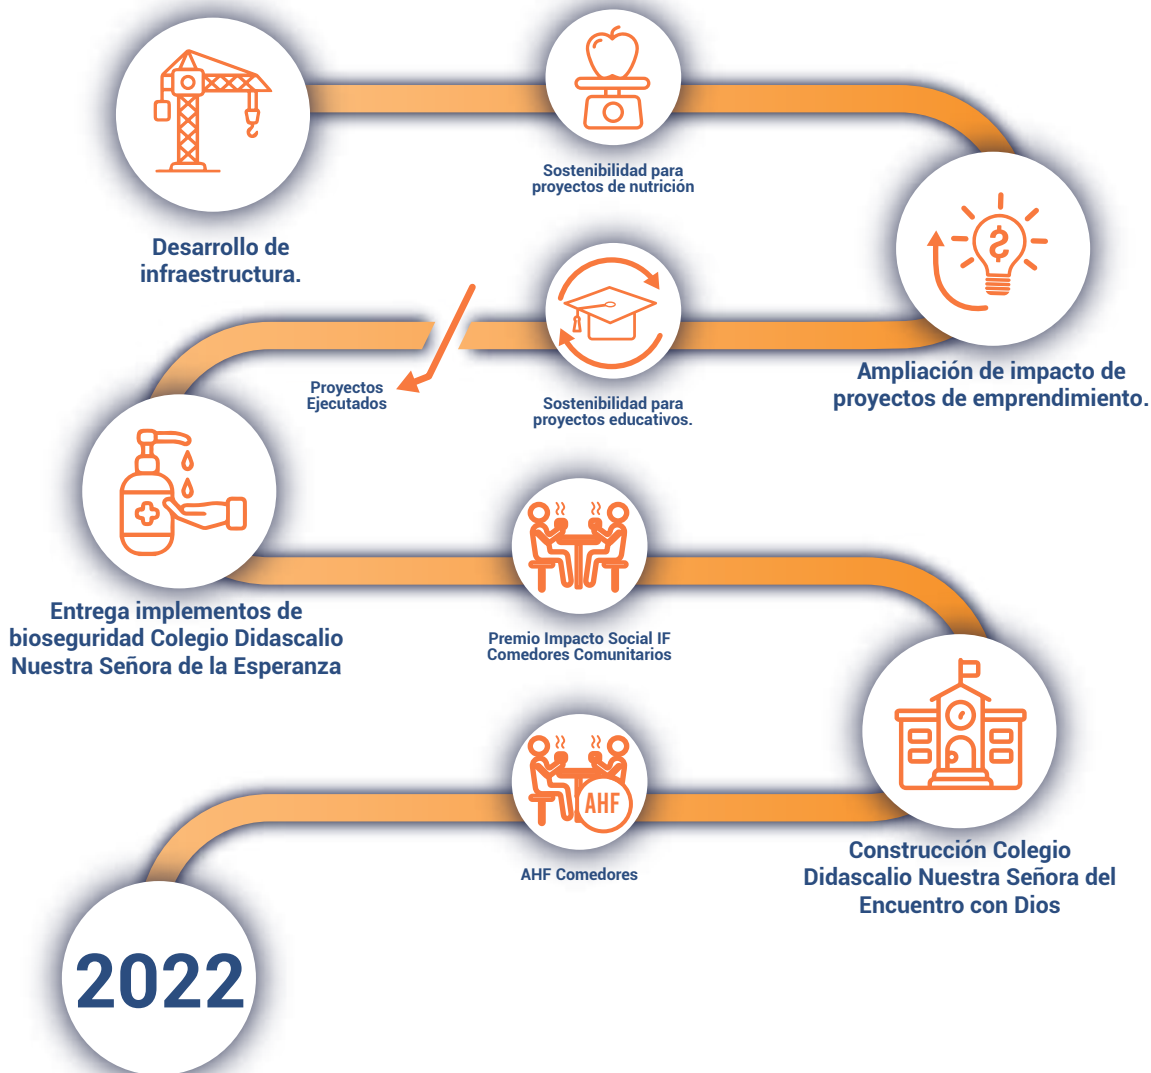 Sostenibilidad para
proyectos de nutrición
Desarrollo de
infraestructura.
Ampliación de impacto de
proyectos de emprendimiento.
Proyectos
Ejecutados
Sostenibilidad para
proyectos educativos.
Entrega implementos de
bioseguridad Colegio Didascalio
Nuestra Señora de la Esperanza
Premio Impacto Social IF
Comedores Comunitarios
AHF
AHF Comedores
Construcción Colegio
Didascalio Nuestra Señora del
Encuentro con Dios
2022